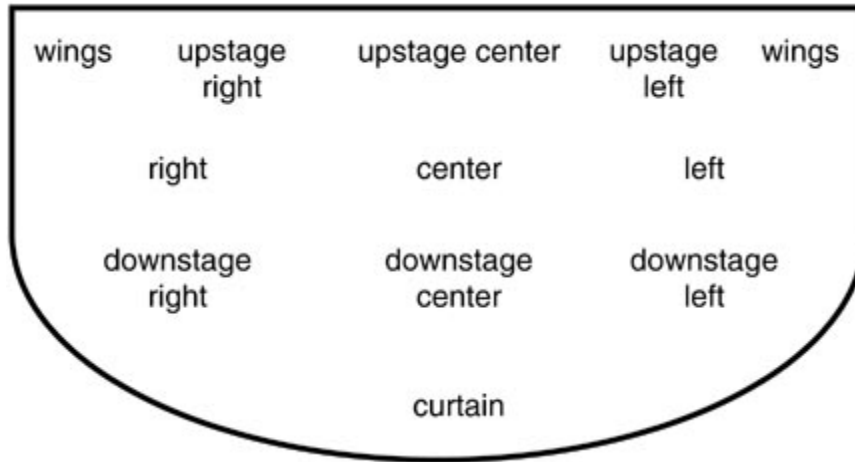 wings upstage upstage center upstage wings
right left
right center left
downstage downstage downstage
right center left
curtain